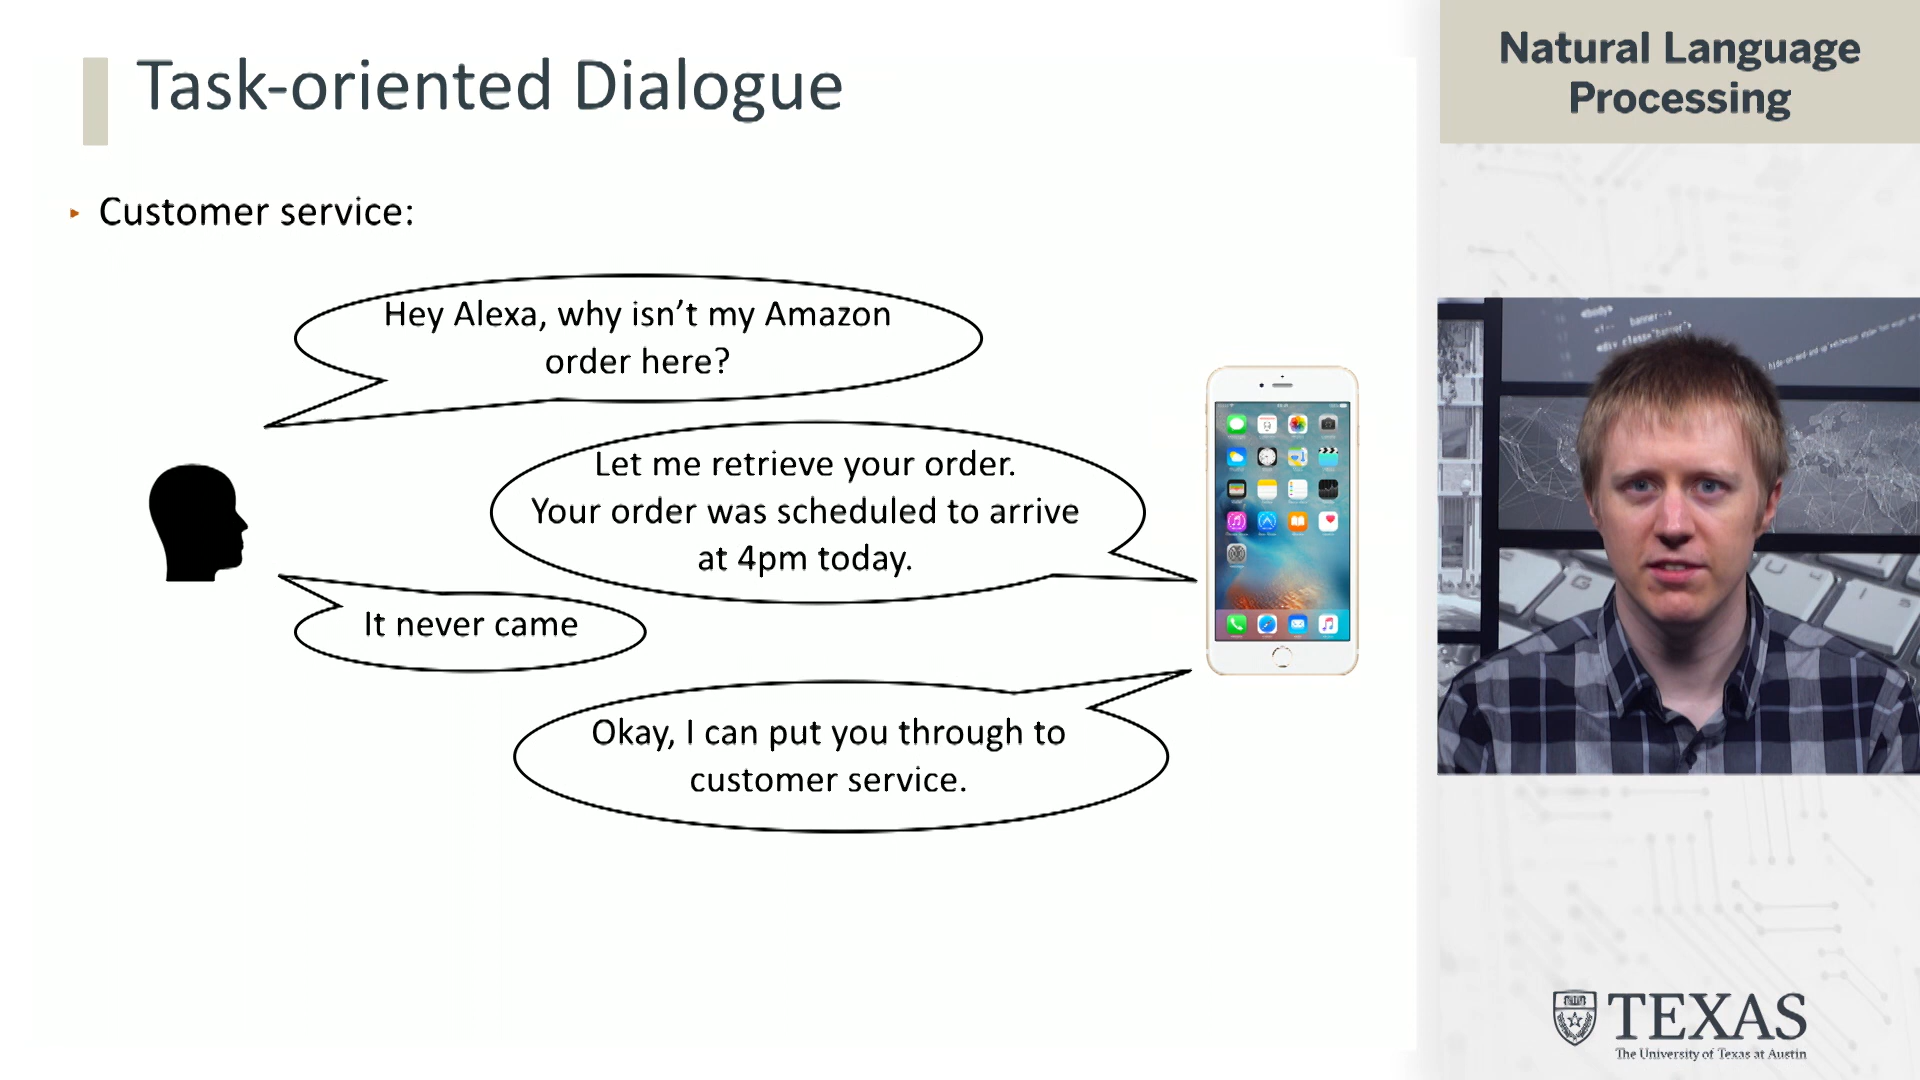 Task-oriented Dialogue
Customer service:
Hey Alexa, why isn’t my Amazon
order here?
Let me retrieve your order.
Your order was scheduled to arrive
at 4pm today.
It never came
Okay, I can put you through to
customer service.
Natural Language
Processing
TEXAS
The University of Texas at Austin